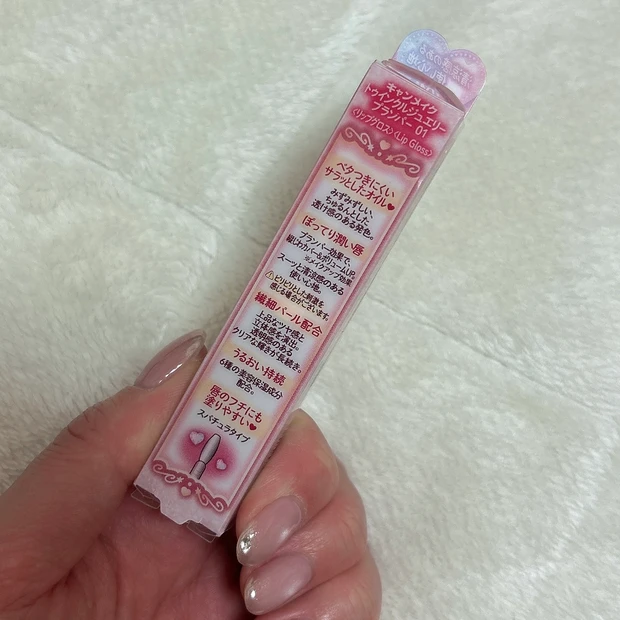 キャンメイク
トゥインクルジュエリー
プランパー 01
〈リップグロス〉〈Lip Gloss〉
ベタつきにくい
サラッとしたオイル♥
みずみずしい、
ちゅるんとした
透け感のある発色。
ぽってり潤い唇
プランパー効果で、
縦じわカバー&ボリュームUP。
※メイクアップ効果
スーッと清涼感のある
使い心地。
⚠ピリピリとした刺激を
感じる場合がございます。
繊細パール配合
上品なツヤ感と
立体感を演出。
透明感のある
クリアな輝きが長続き。
うるおい持続
6種の美容保湿成分
配合。
唇のフチにも
塗りやすい♥
スパチュラタイプ